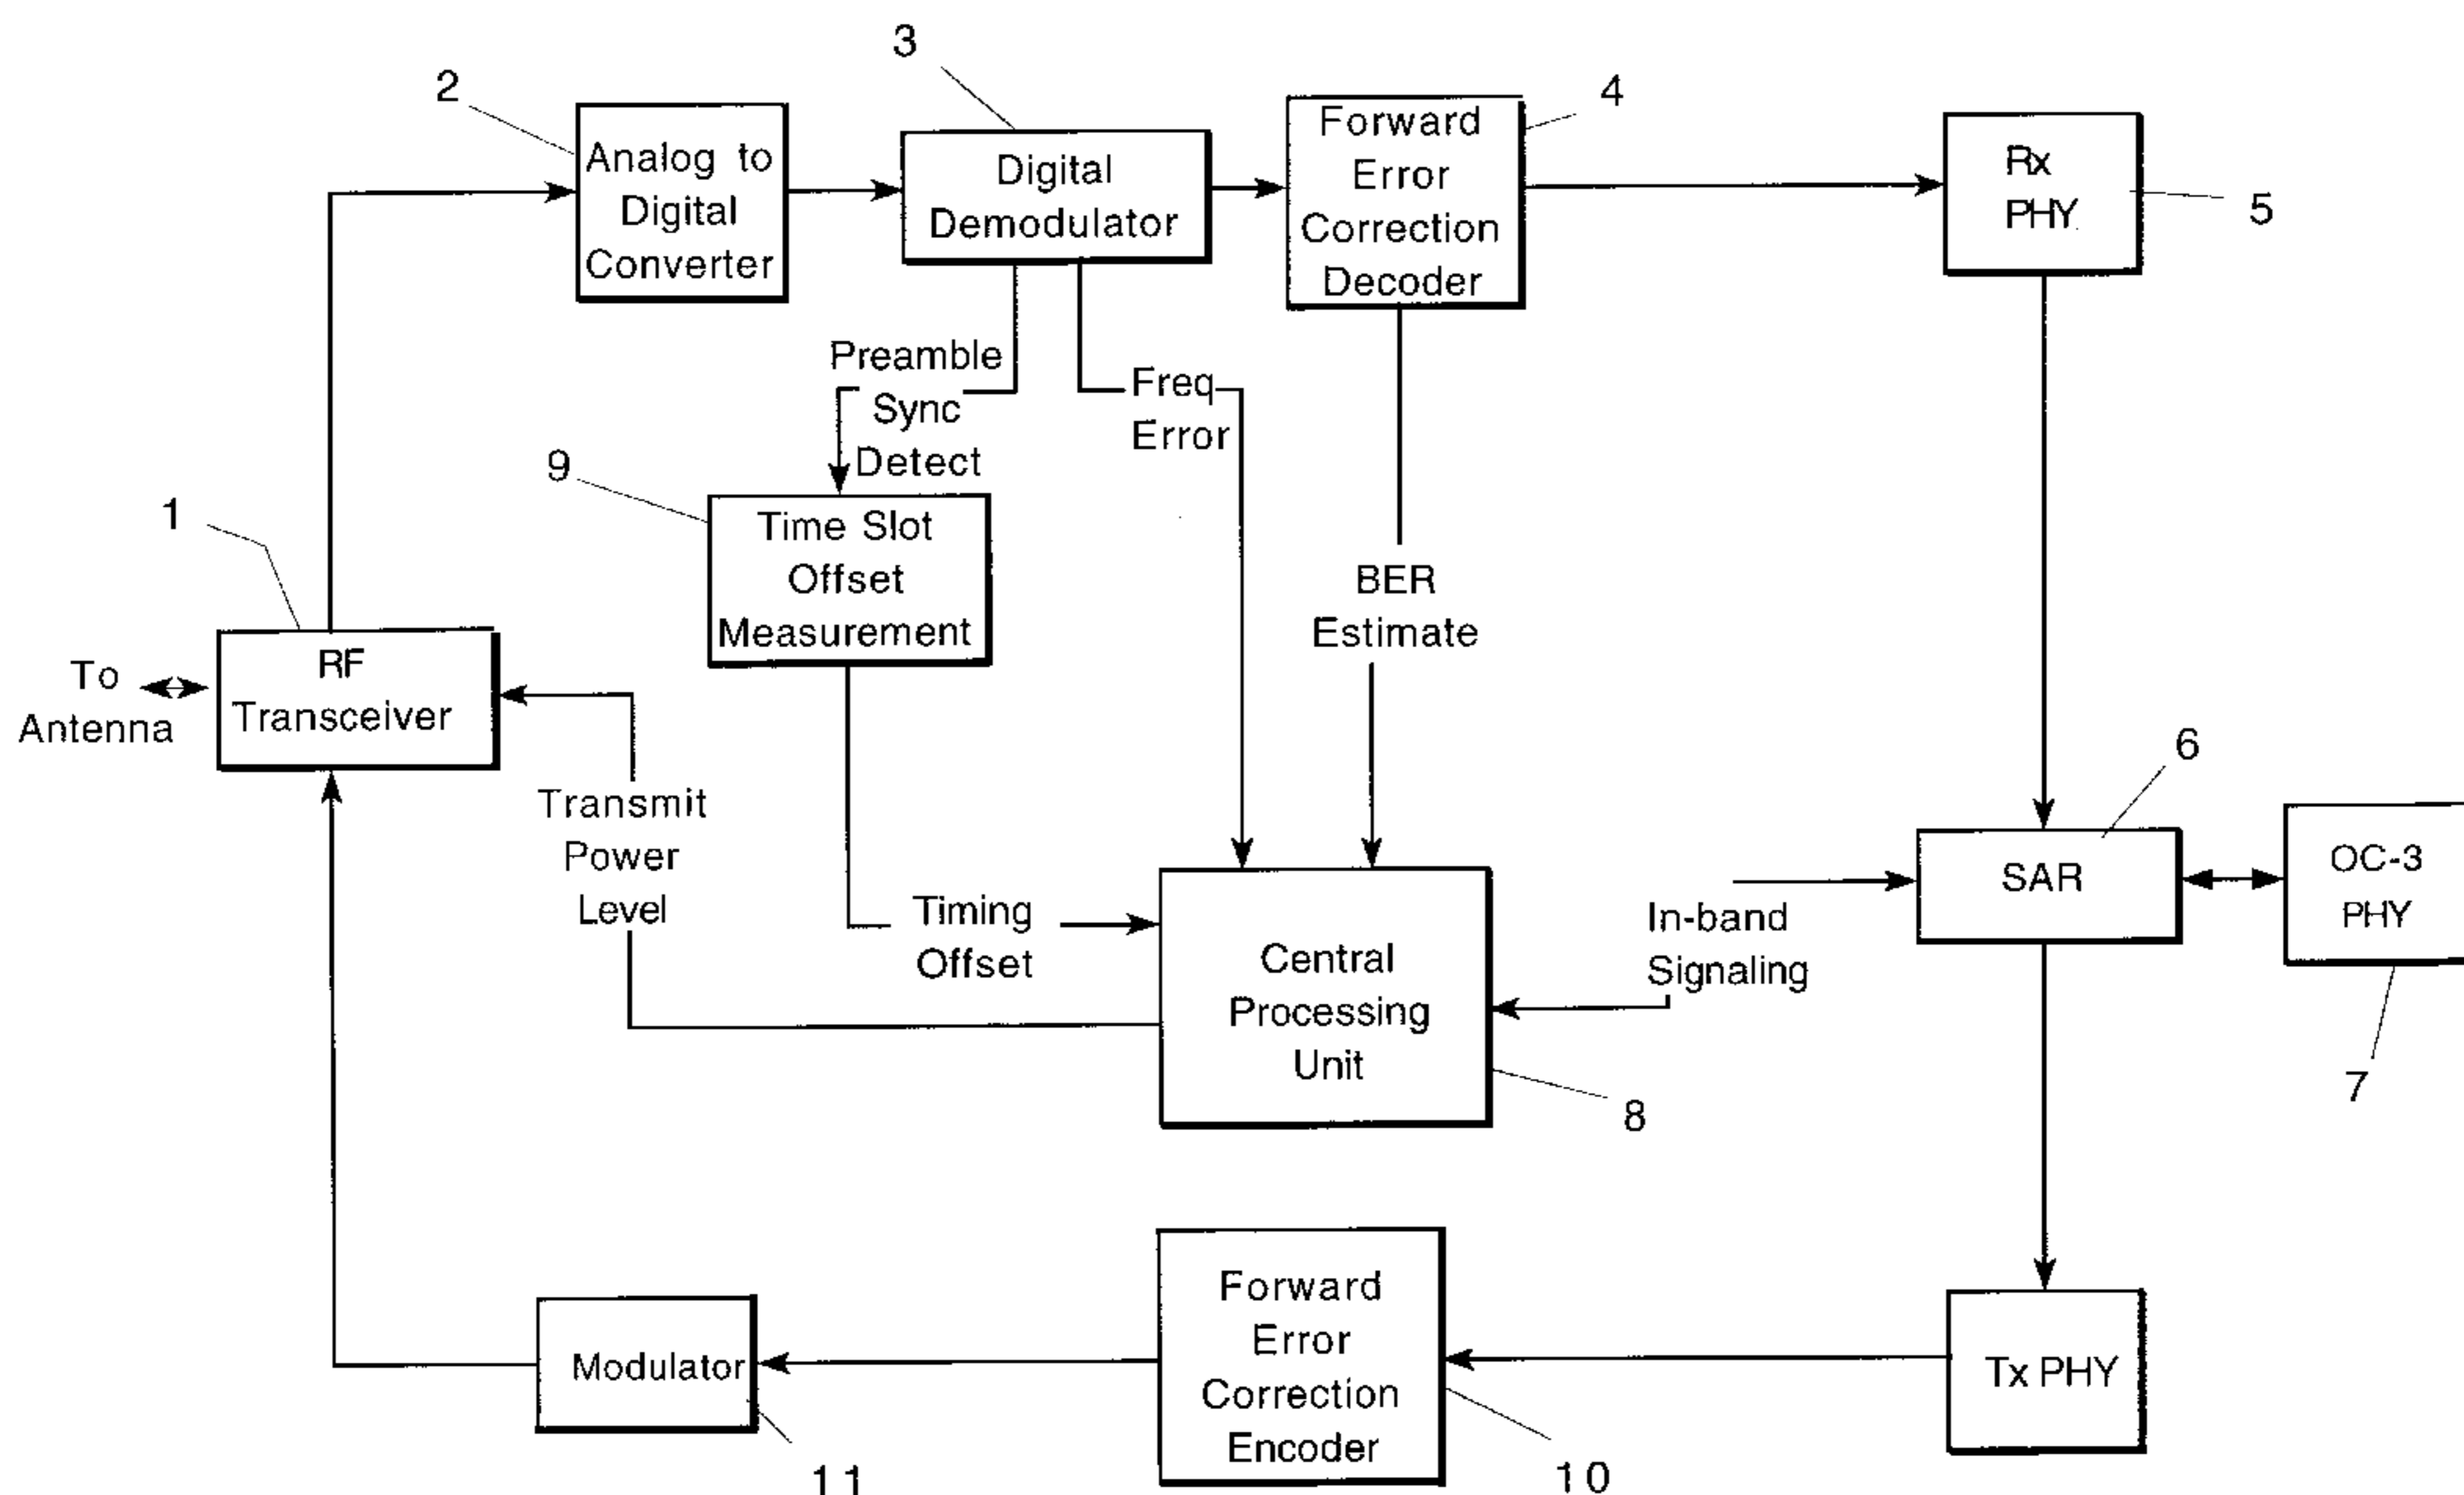 3
2
4
Analog to
Digital
Converter
Digital
Demodulator
Forward
Error
Correction
Decoder
Rx
PHY
5
Preamble
Sync
Detect
Freq
Error
9
1
Time Slot
Offset
Measurement
BER
Estimate
To
Antenna
RF
Transceiver
6
Transmit
Power
Level
SAR
OC-3
PHY
Timing
Offset
In-band
Signaling
Central
Processing
Unit
8
7
Forward
Error
Correction
Encoder
Modulator
Tx PHY
11
10